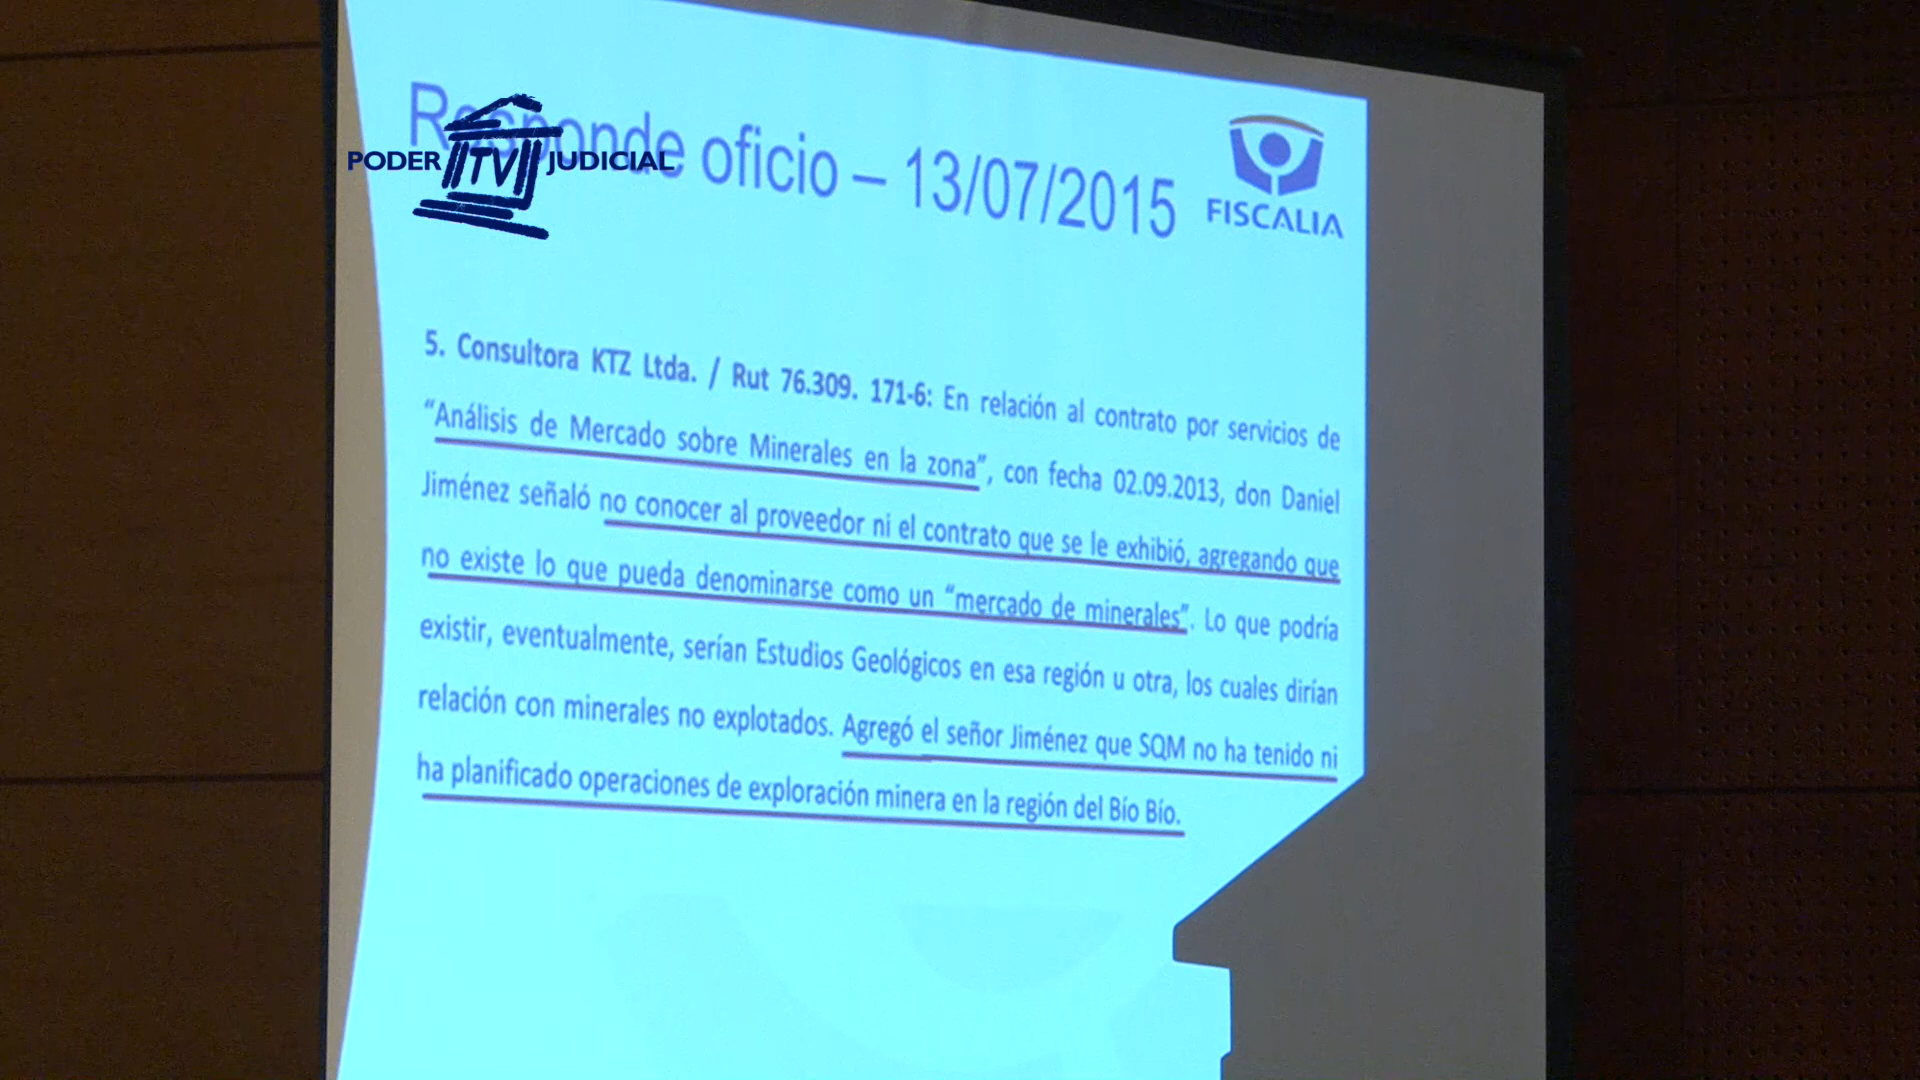 Responde oficio – 13/07/2015
PODER TV JUDICIAL
FISCALIA
5. Consultora KTZ Ltda. / Rut 76.309. 171-6: En relación al contrato por servicios de
“Análisis de Mercado sobre Minerales en la zona”, con fecha 02.09.2013, don Daniel
Jiménez señaló no conocer al proveedor ni el contrato que se le exhibió, agregando que
no existe lo que pueda denominarse como un “mercado de minerales”. Lo que podría
existir, eventualmente, serían Estudios Geológicos en esa región u otra, los cuales dirían
relación con minerales no explotados. Agregó el señor Jiménez que SQM no ha tenido ni
ha planificado operaciones de exploración minera en la región del Bío Bío.